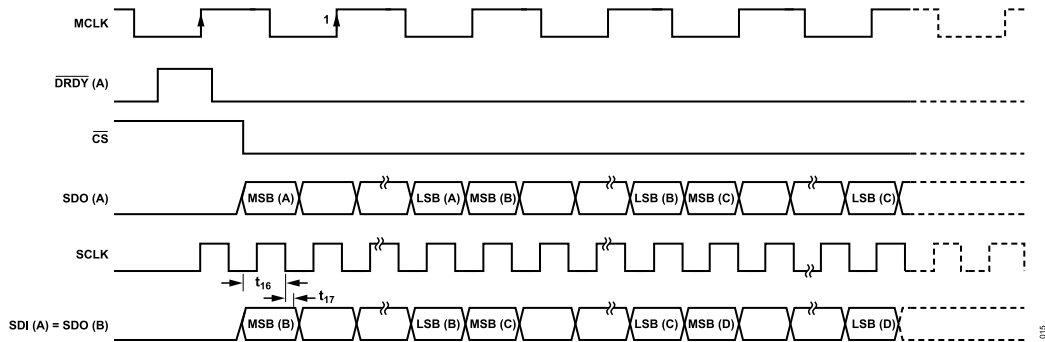 MCLK
1
DRDY (A)
CS
SDO (A)
MSB (A)
LSB (A)
MSB (B)
LSB (B)
MSB (C)
LSB (C)
SCLK
t16
t17
SDI (A) = SDO (B)
MSB (B)
LSB (B)
MSB (C)
LSB (C)
MSB (D)
LSB (D)
015